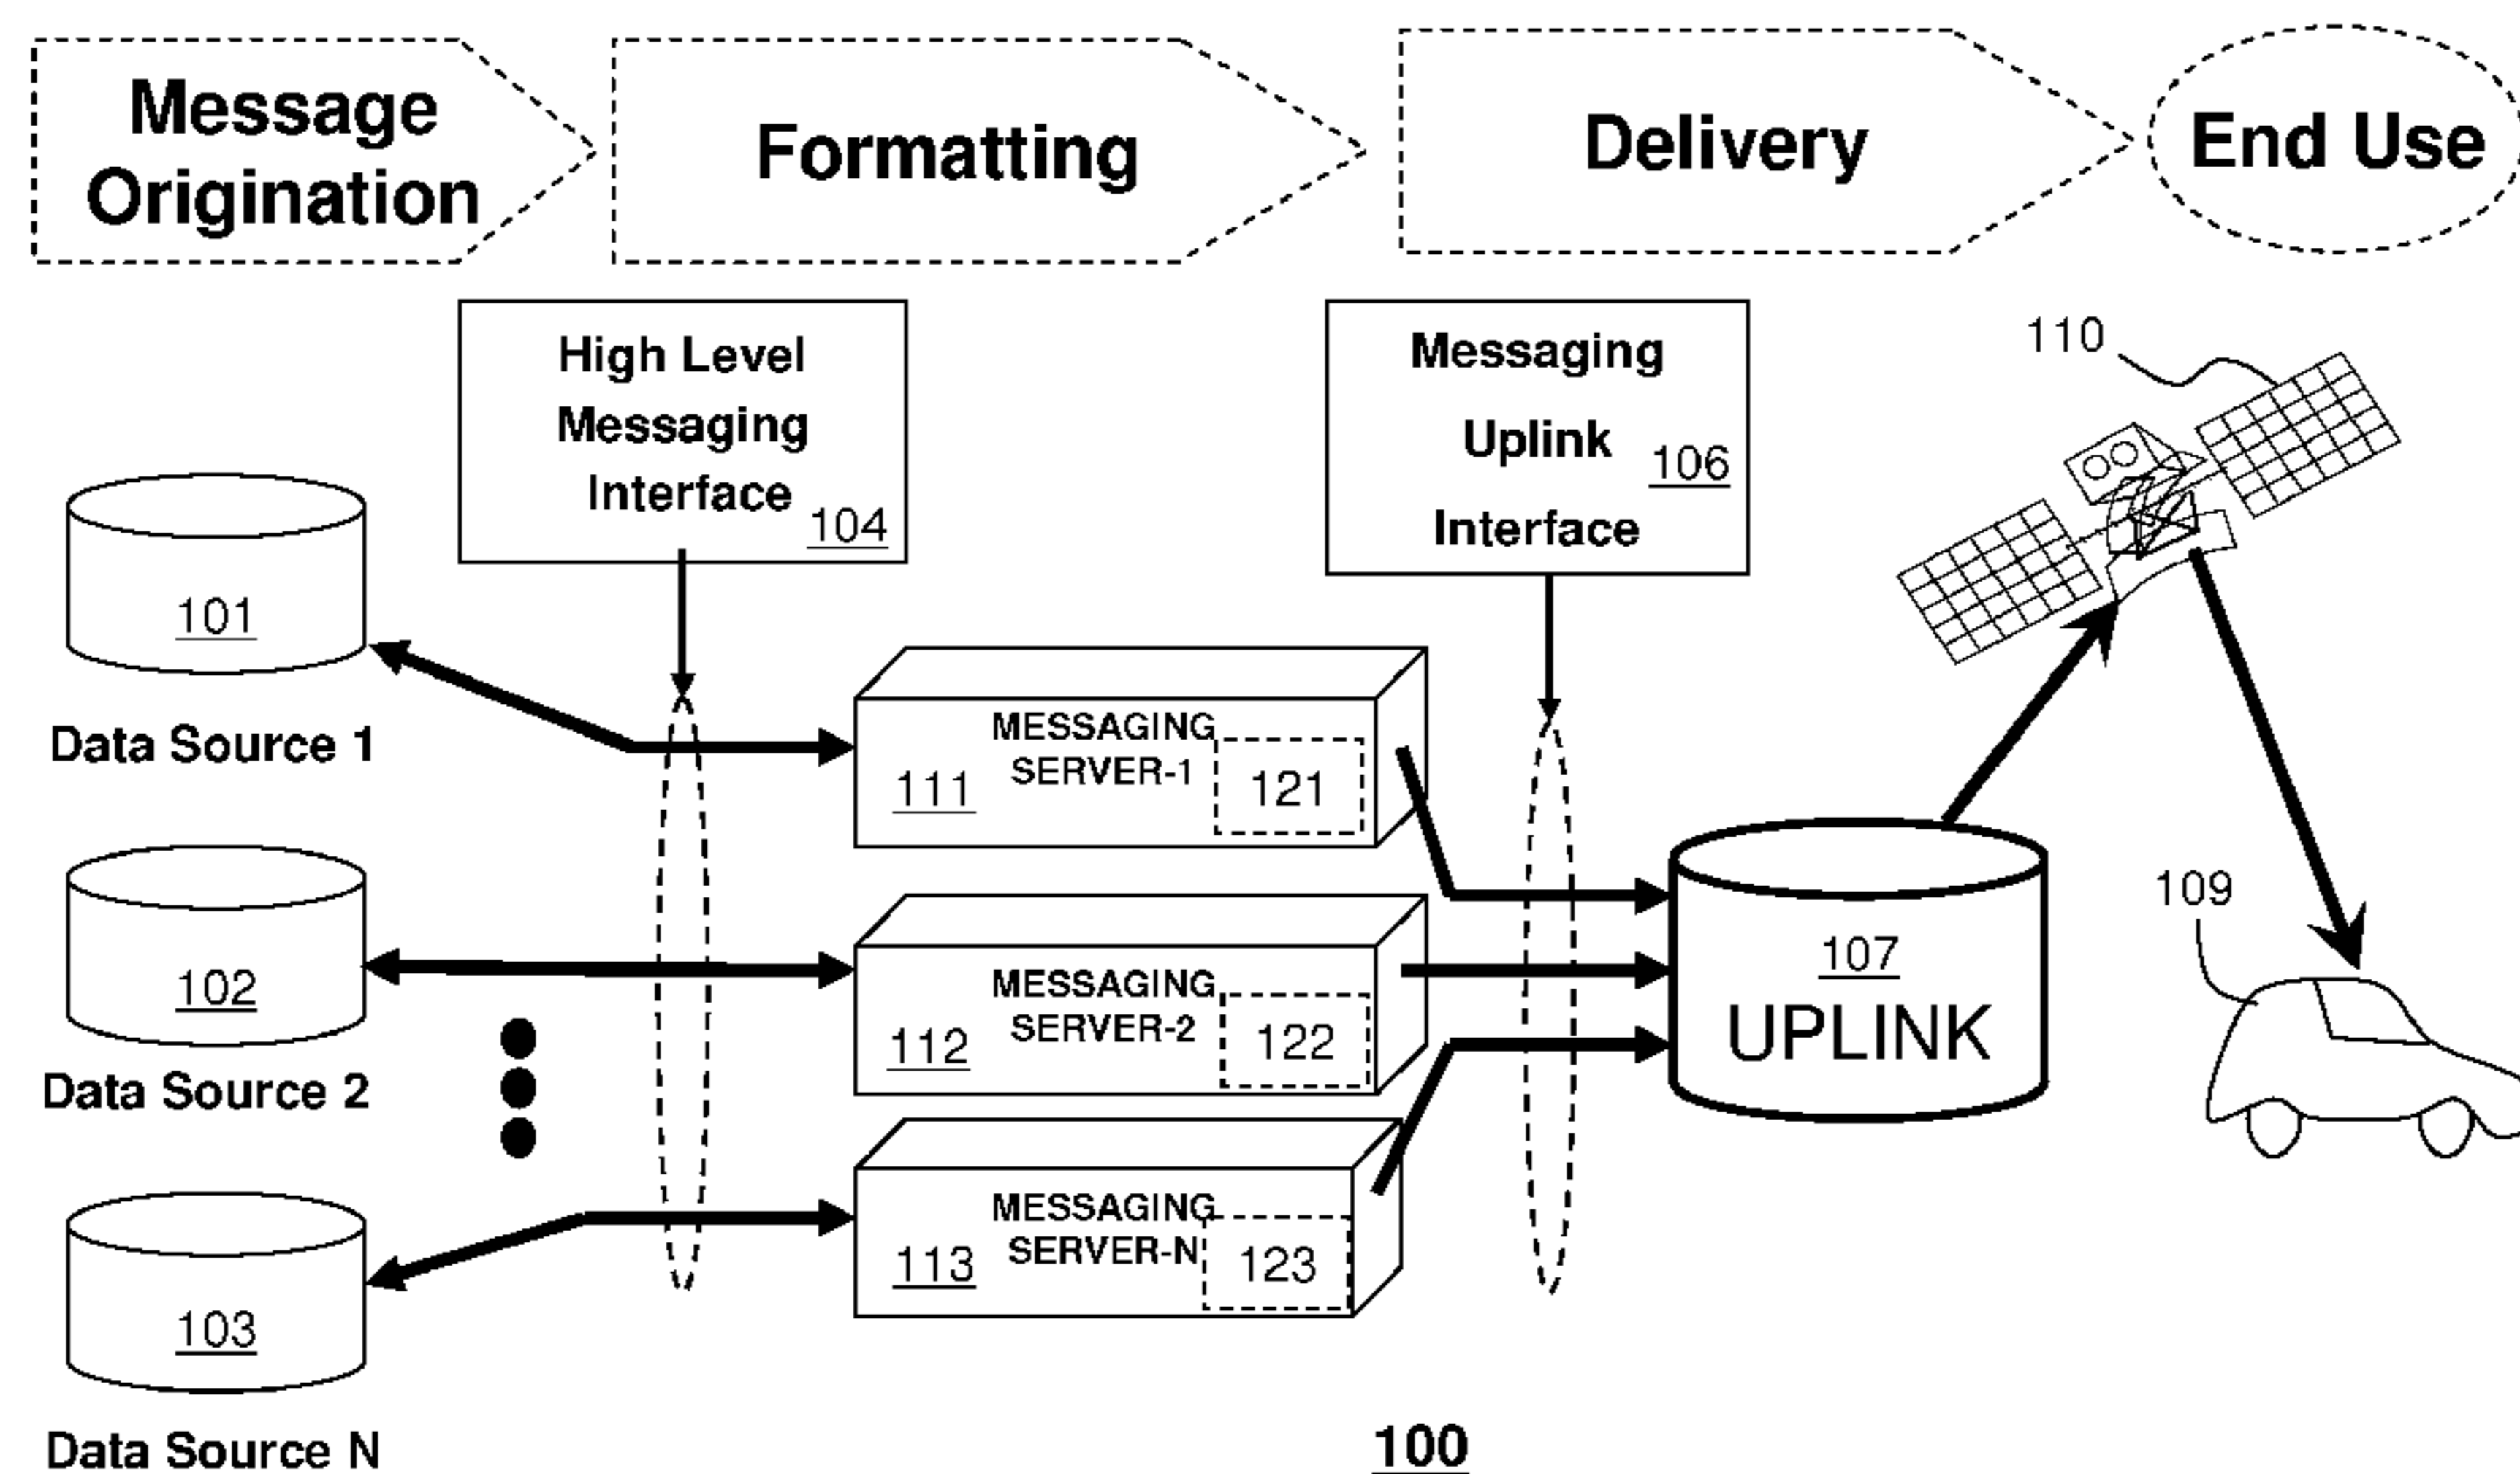 Message
Origination
Formatting
Delivery
End Use
High Level
Messaging
Interface
104
Messaging
Uplink
106
Interface
110
101
Data Source 1
MESSAGING
SERVER-1
111
121
102
Data Source 2
MESSAGING
SERVER-2
112
122
107
UPLINK
109
103
Data Source N
MESSAGING
SERVER-N
113
123
100